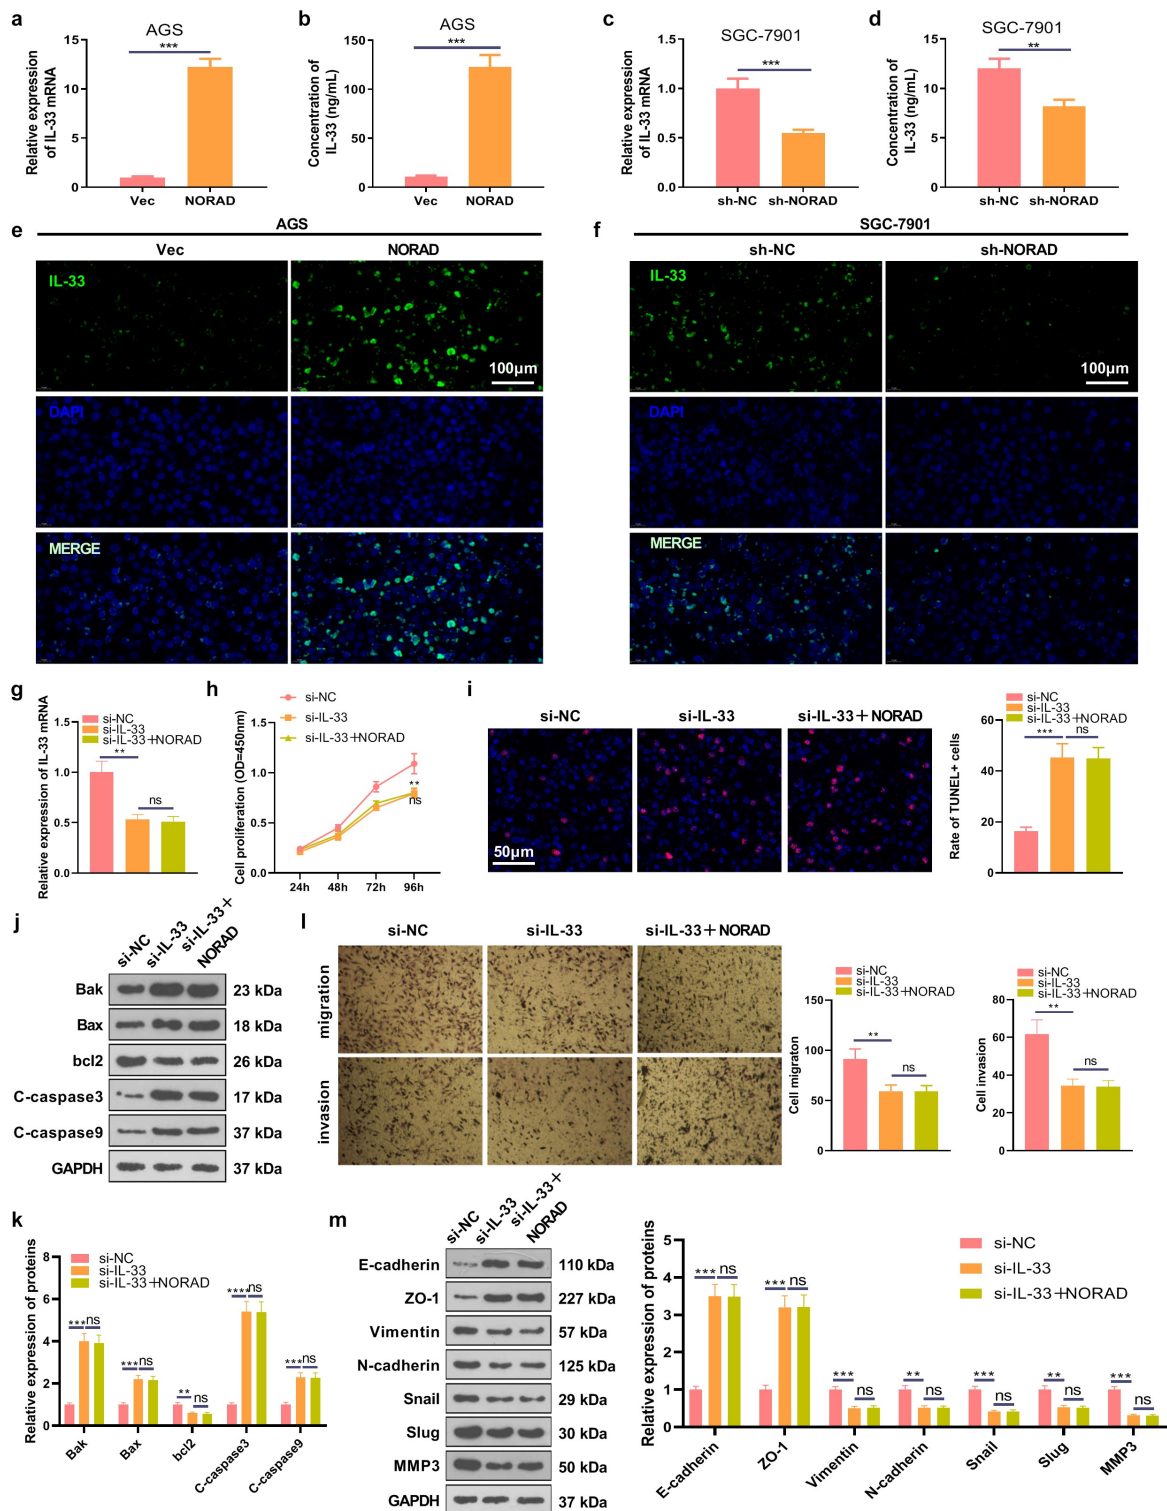 a
AGS
***
Relative expression of IL-33 mRNA
15
10
5
0
Vec NORAD
b
AGS
***
Concentration of IL-33 (ng/mL)
150
100
50
0
Vec NORAD
c
SGC-7901
***
Relative expression of IL-33 mRNA
1.5
1.0
0.5
0.0
sh-NC sh-NORAD
d
SGC-7901
**
Concentration of IL-33 (ng/mL)
15
10
5
0
sh-NC sh-NORAD
e
AGS
Vec NORAD
IL-33
100μm
DAPI
MERGE
f
SGC-7901
sh-NC sh-NORAD
IL-33
100μm
DAPI
MERGE
g
si-NC
si-IL-33
si-IL-33+NORAD
Relative expression of IL-33 mRNA
1.5
1.0
0.5
0.0
**
ns
h
si-NC
si-IL-33
si-IL-33+NORAD
Cell proliferation (OD=450nm)
1.5
1.0
0.5
0.0
**
ns
24h 48h 72h 96h
i
si-NC si-IL-33 si-IL-33+NORAD
50μm
si-NC
si-IL-33
si-IL-33+NORAD
Rate of TUNEL+ cells
60
40
20
0
*** ns
j
si-NC si-IL-33 si-IL-33+NORAD
Bak 23 kDa
Bax 18 kDa
bcl2 26 kDa
C-caspase3 17 kDa
C-caspase9 37 kDa
GAPDH 37 kDa
l
si-NC si-IL-33 si-IL-33+NORAD
migration
invasion
si-NC
si-IL-33
si-IL-33+NORAD
Cell migraton
150
100
50
0
**
ns
si-NC
si-IL-33
si-IL-33+NORAD
Cell invasion
80
60
40
20
0
**
ns
k
si-NC
si-IL-33
si-IL-33+NORAD
Relative expression of proteins
8
6
4
2
0
*** ns
*** ns
** ns
**** ns
*** ns
Bak Bax bcl2 C-caspase3 C-caspase9
m
si-NC si-IL-33 si-IL-33+NORAD
E-cadherin 110 kDa
ZO-1 227 kDa
Vimentin 57 kDa
N-cadherin 125 kDa
Snail 29 kDa
Slug 30 kDa
MMP3 50 kDa
GAPDH 37 kDa
si-NC
si-IL-33
si-IL-33+NORAD
Relative expression of proteins
5
4
3
2
1
0
*** ns
*** ns
*** ns
** ns
*** ns
** ns
*** ns
E-cadherin ZO-1 Vimentin N-cadherin Snail Slug MMP3